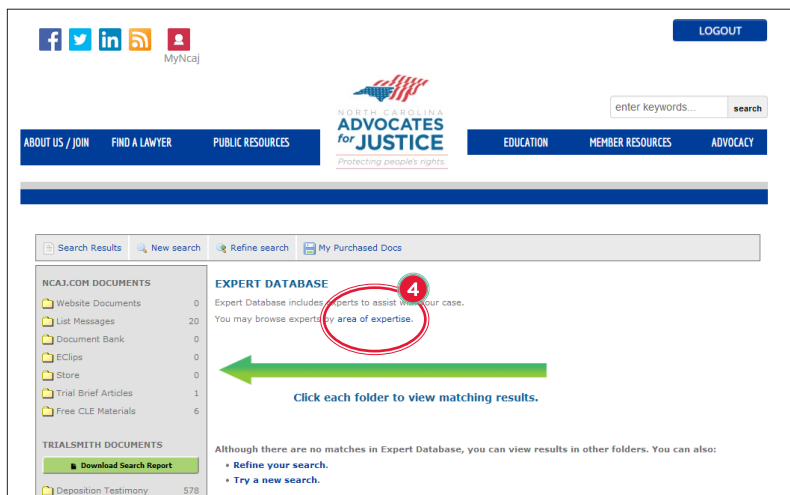 LOGOUT
MyNcaj
enter keywords... search
NORTH CAROLINA
ADVOCATES
for JUSTICE
Protecting people's rights.
ABOUT US / JOIN FIND A LAWYER PUBLIC RESOURCES EDUCATION MEMBER RESOURCES ADVOCACY
Search Results New search Refine search My Purchased Docs
NCAJ.COM DOCUMENTS
Website Documents 0
List Messages 20
Document Bank 0
EClips 0
Store 0
Trial Brief Articles 1
Free CLE Materials 6
TRIALSMITH DOCUMENTS
Download Search Report
Deposition Testimony 578
EXPERT DATABASE
4
Expert Database includes experts to assist with your case.
You may browse experts by area of expertise.
Click each folder to view matching results.
Although there are no matches in Expert Database, you can view results in other folders. You can also:
• Refine your search.
• Try a new search.